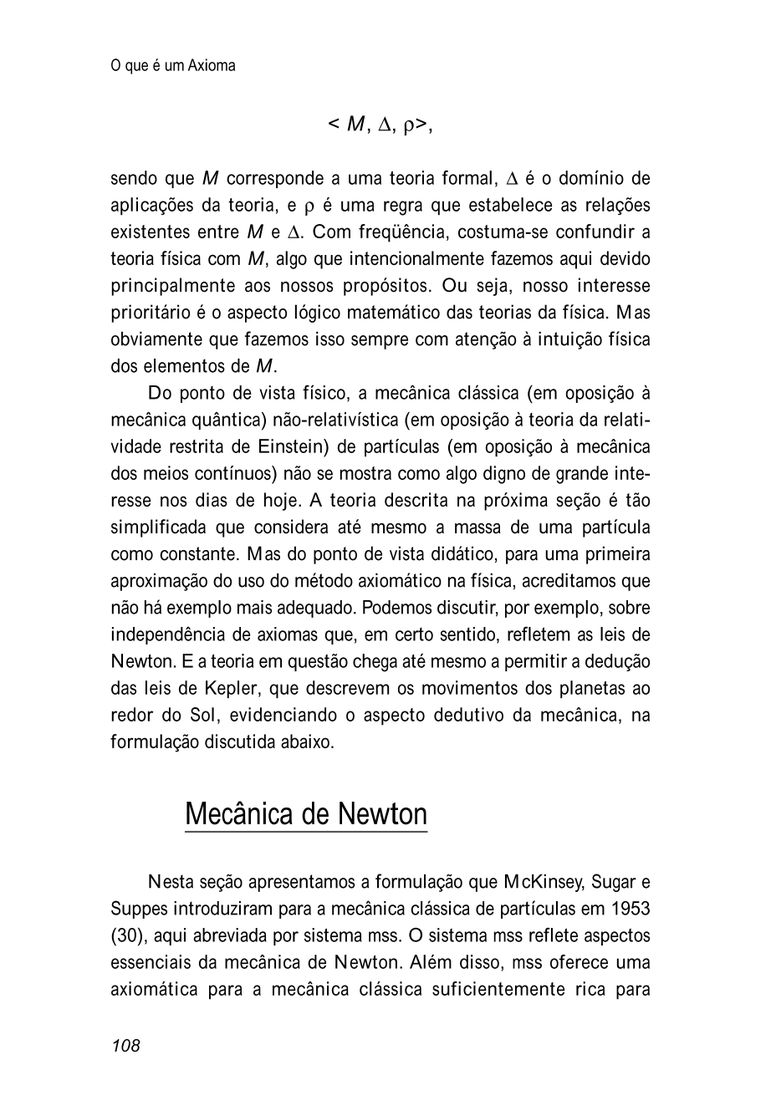 O que é um Axioma
< M, Δ, ρ>,
sendo que M corresponde a uma teoria formal, Δ é o domínio de
aplicações da teoria, e ρ é uma regra que estabelece as relações
existentes entre M e Δ. Com freqüência, costuma-se confundir a
teoria física com M, algo que intencionalmente fazemos aqui devido
principalmente aos nossos propósitos. Ou seja, nosso interesse
prioritário é o aspecto lógico matemático das teorias da física. Mas
obviamente que fazemos isso sempre com atenção à intuição física
dos elementos de M.
Do ponto de vista físico, a mecânica clássica (em oposição à
mecânica quântica) não-relativística (em oposição à teoria da relati-
vidade restrita de Einstein) de partículas (em oposição à mecânica
dos meios contínuos) não se mostra como algo digno de grande inte-
resse nos dias de hoje. A teoria descrita na próxima seção é tão
simplificada que considera até mesmo a massa de uma partícula
como constante. Mas do ponto de vista didático, para uma primeira
aproximação do uso do método axiomático na física, acreditamos que
não há exemplo mais adequado. Podemos discutir, por exemplo, sobre
independência de axiomas que, em certo sentido, refletem as leis de
Newton. E a teoria em questão chega até mesmo a permitir a dedução
das leis de Kepler, que descrevem os movimentos dos planetas ao
redor do Sol, evidenciando o aspecto dedutivo da mecânica, na
formulação discutida abaixo.
Mecânica de Newton
Nesta seção apresentamos a formulação que McKinsey, Sugar e
Suppes introduziram para a mecânica clássica de partículas em 1953
(30), aqui abreviada por sistema mss. O sistema mss reflete aspectos
essenciais da mecânica de Newton. Além disso, mss oferece uma
axiomática para a mecânica clássica suficientemente rica para
108